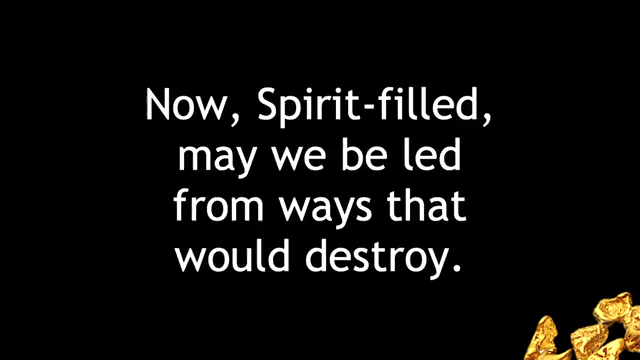 Now, Spirit-filled,
may we be led
from ways that
would destroy.